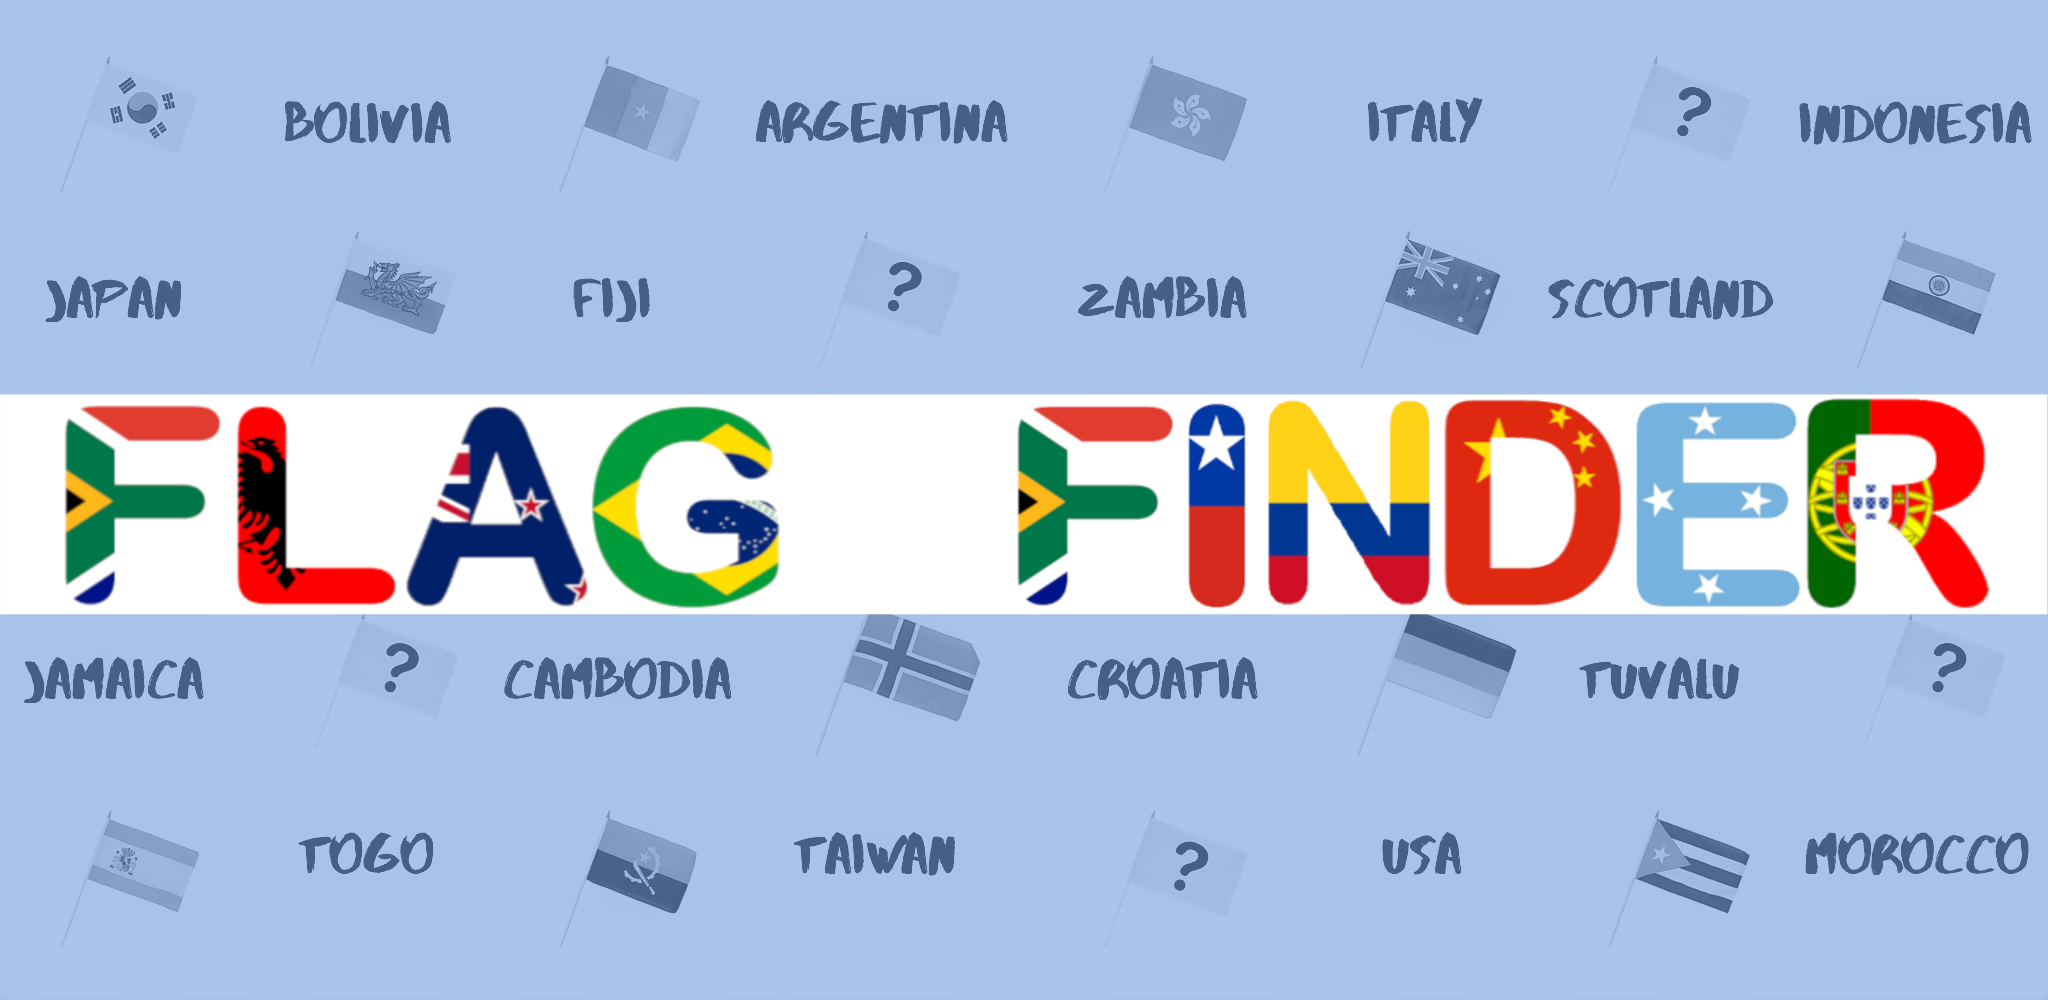 ? BOLIVIA ARGENTINA ITALY ? INDONESIA
JAPAN FIJI ? ZAMBIA SCOTLAND
FLAG FINDER
JAMAICA ? CAMBODIA CROATIA TUVALU ?
TOGO TAIWAN ? USA MOROCCO